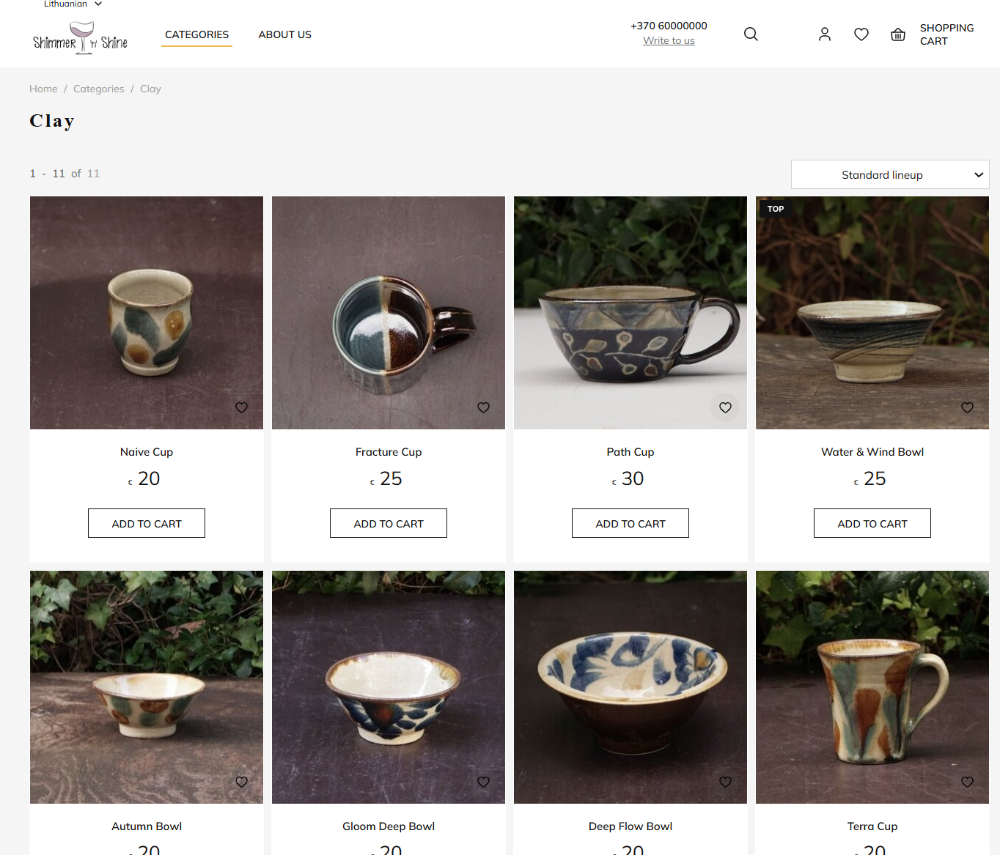 Lithuanian
Shimmer 'n' Shine
CATEGORIES
ABOUT US
+370 60000000
Write to us
SHOPPING
CART
Home / Categories / Clay
Clay
1 - 11 of 11
Standard lineup
TOP
Naive Cup
€ 20
ADD TO CART
Fracture Cup
€ 25
ADD TO CART
Path Cup
€ 30
ADD TO CART
Water & Wind Bowl
€ 25
ADD TO CART
Autumn Bowl
20
Gloom Deep Bowl
20
Deep Flow Bowl
20
Terra Cup
20